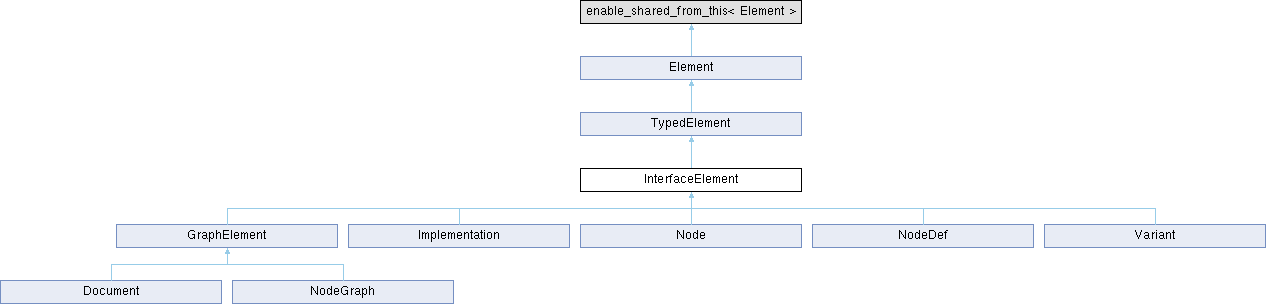 enable_shared_from_this< Element >
Element
TypedElement
InterfaceElement
GraphElement
Implementation
Node
NodeDef
Variant
Document
NodeGraph